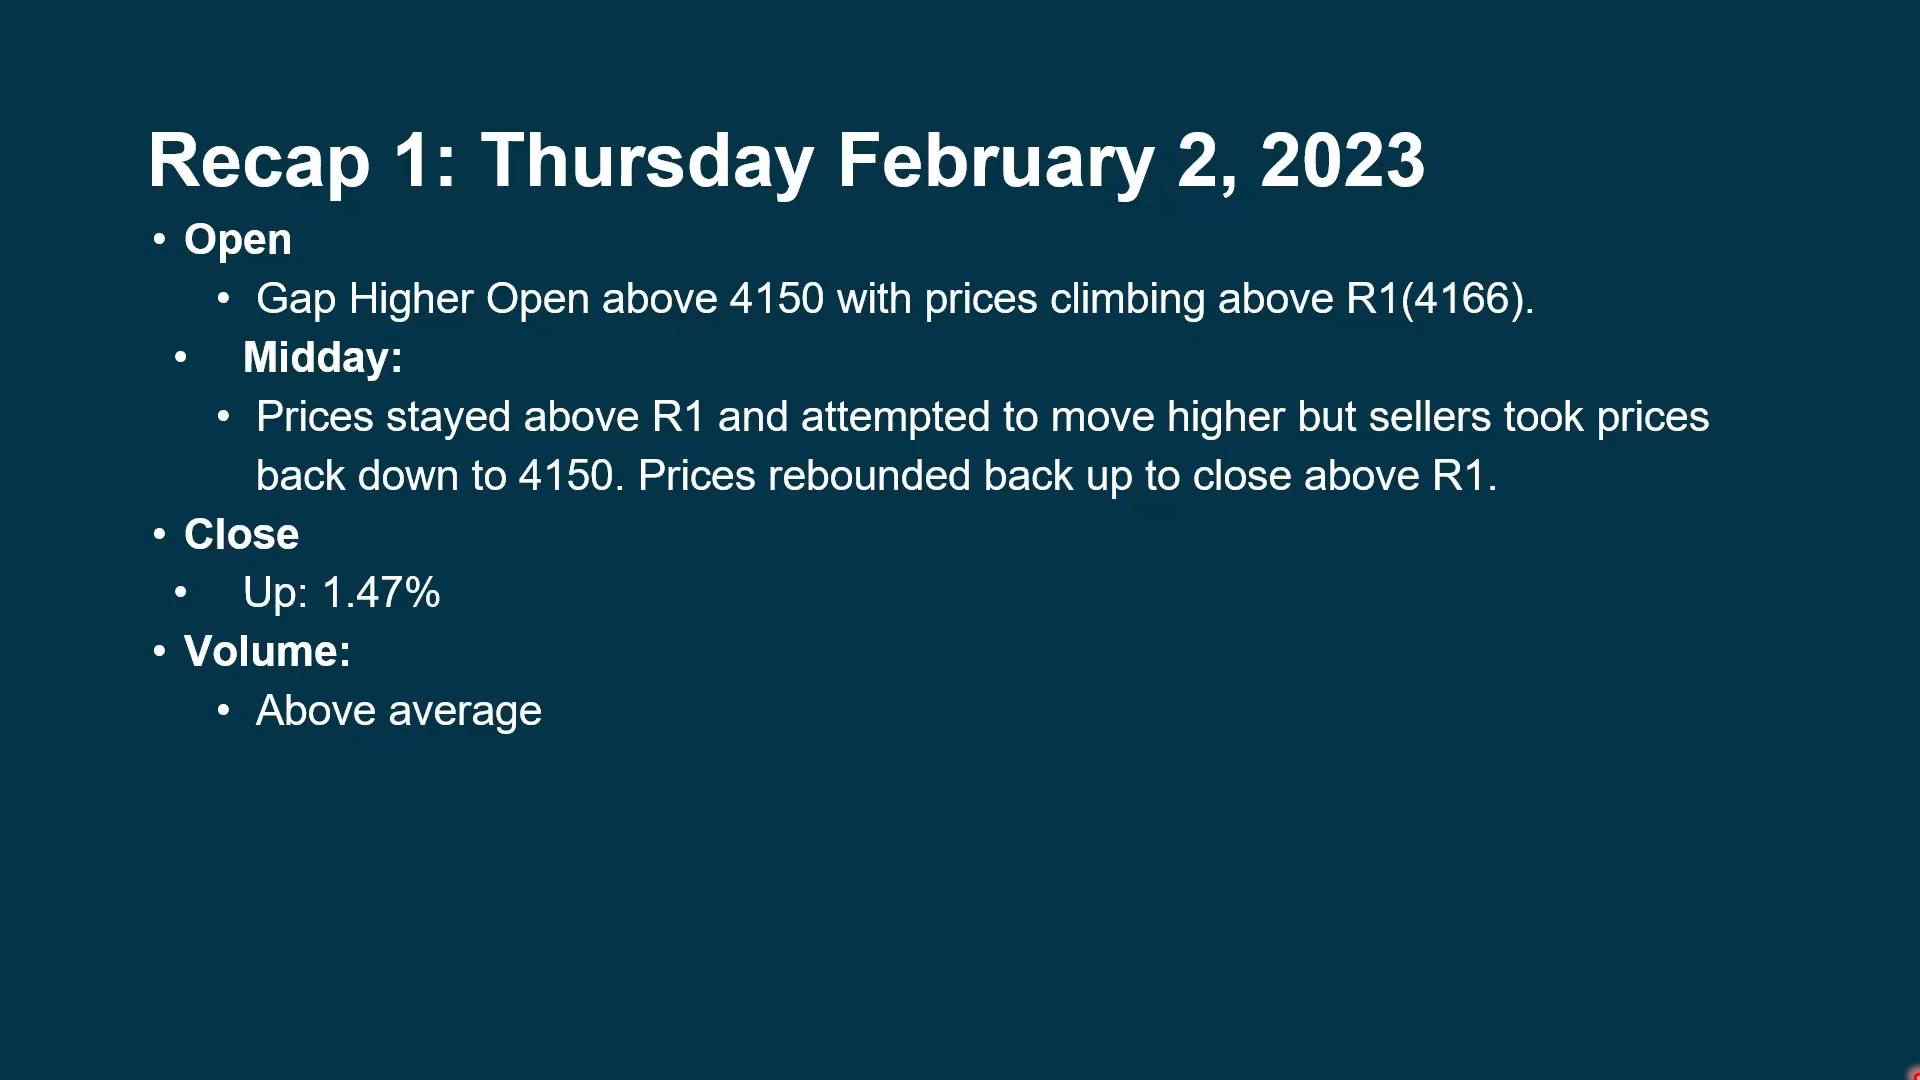 Recap 1: Thursday February 2, 2023
• Open
• Gap Higher Open above 4150 with prices climbing above R1(4166).
• Midday:
• Prices stayed above R1 and attempted to move higher but sellers took prices
back down to 4150. Prices rebounded back up to close above R1.
• Close
• Up: 1.47%
• Volume:
• Above average